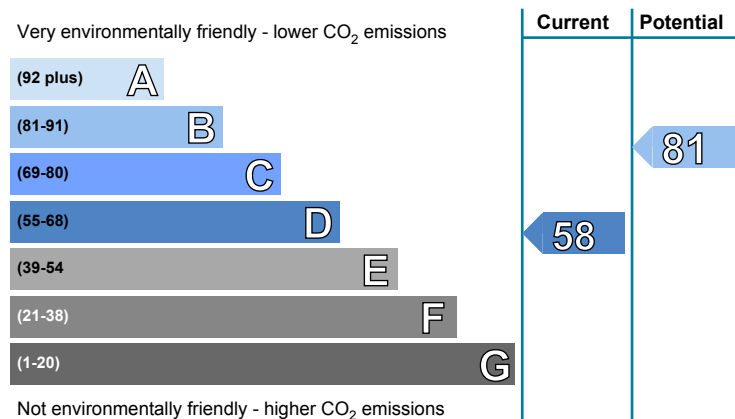 Very environmentally friendly - lower CO₂ emissions
Current
Potential
(92 plus) A
(81-91) B
(69-80) C
(55-68) D
(39-54 E
(21-38) F
(1-20) G
58
81
Not environmentally friendly - higher CO₂ emissions